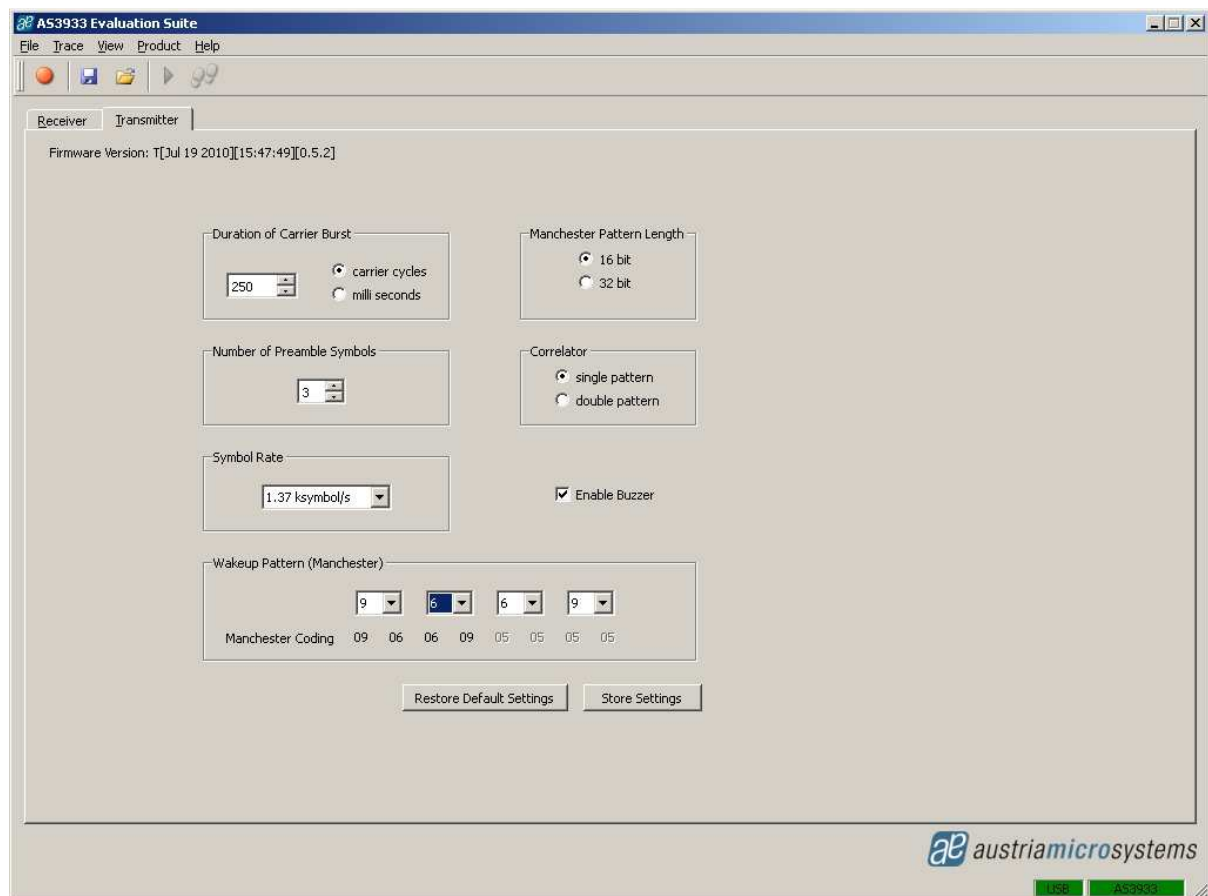 AS3933 Evaluation Suite
File Trace View Product Help
Receiver Transmitter
Firmware Version: T[Jul 19 2010][15:47:49][0.5.2]
Duration of Carrier Burst
250
carrier cycles
milli seconds
Manchester Pattern Length
16 bit
32 bit
Number of Preamble Symbols
3
Correlator
single pattern
double pattern
Symbol Rate
1.37 ksymbol/s
Enable Buzzer
Wakeup Pattern (Manchester)
9 6 6 9
Manchester Coding 09 06 06 09 05 05 05 05
Restore Default Settings Store Settings
austriamicrosystems
USB AS3933